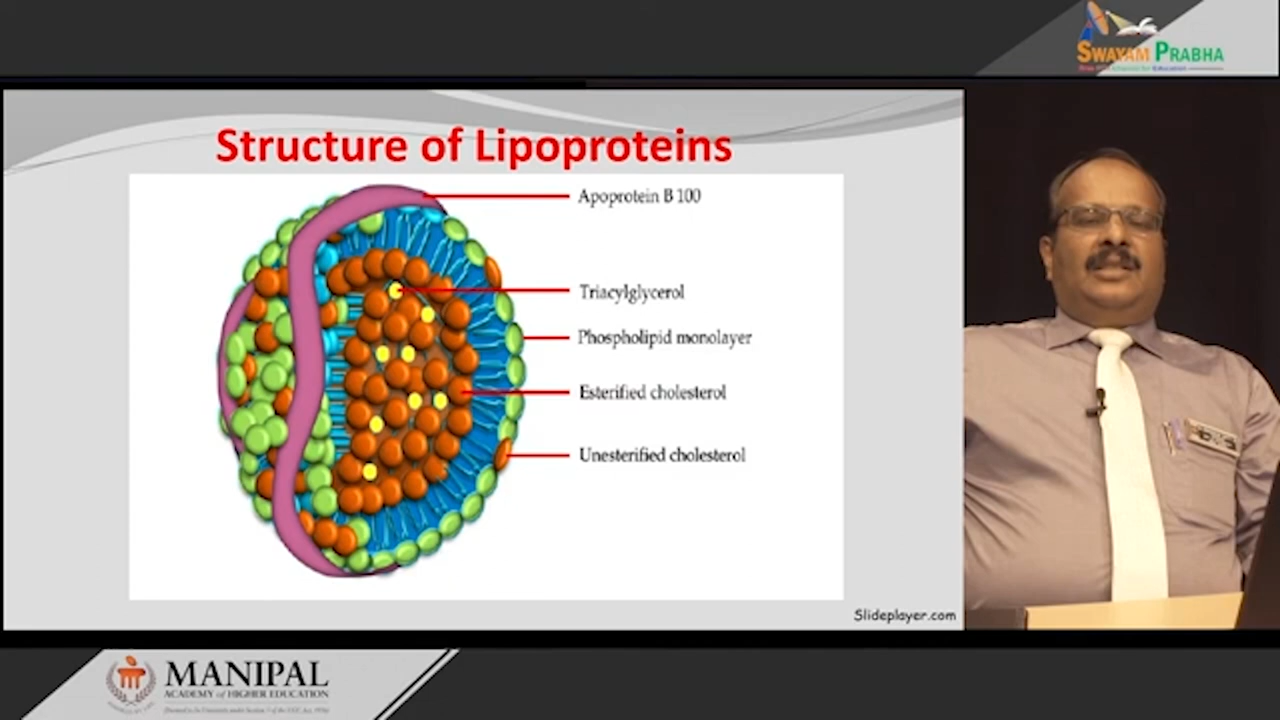 SWAYAM PRABHA
Structure of Lipoproteins
Apoprotein B 100
Triacylglycerol
Phospholipid monolayer
Esterified cholesterol
Unesterified cholesterol
Slideplayer.com
MANIPAL
ACADEMY of HIGHER EDUCATION